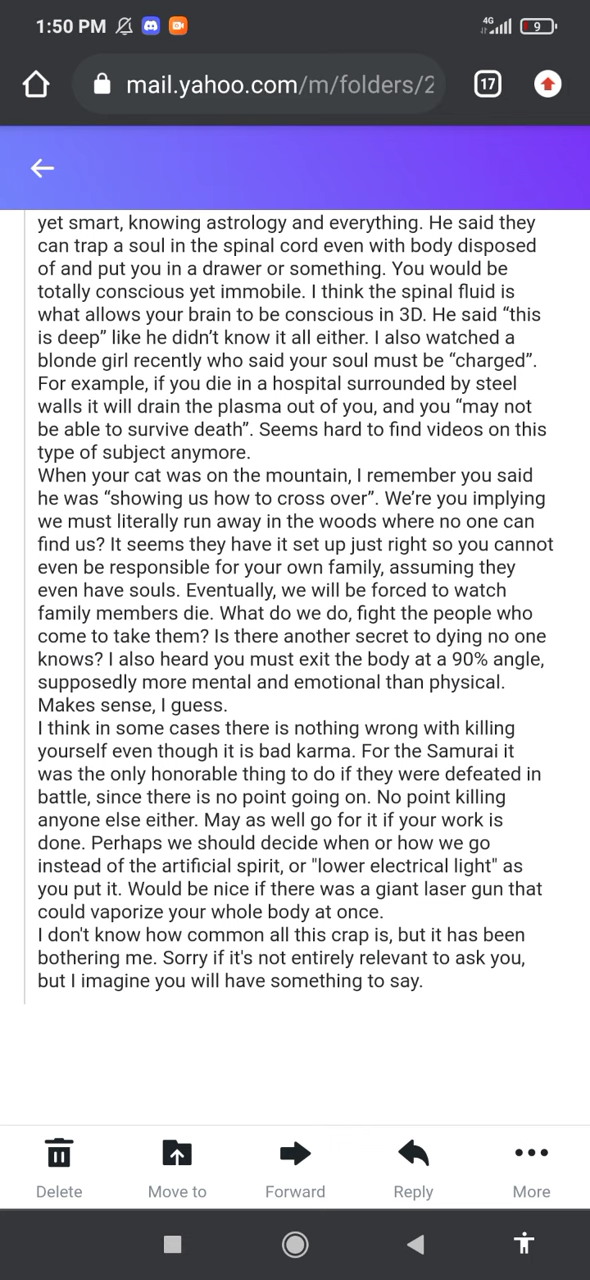 1:50 PM
4G
9
mail.yahoo.com/m/folders/2
17
yet smart, knowing astrology and everything. He said they
can trap a soul in the spinal cord even with body disposed
of and put you in a drawer or something. You would be
totally conscious yet immobile. I think the spinal fluid is
what allows your brain to be conscious in 3D. He said “this
is deep” like he didn’t know it all either. I also watched a
blonde girl recently who said your soul must be “charged”.
For example, if you die in a hospital surrounded by steel
walls it will drain the plasma out of you, and you “may not
be able to survive death”. Seems hard to find videos on this
type of subject anymore.
When your cat was on the mountain, I remember you said
he was “showing us how to cross over”. We’re you implying
we must literally run away in the woods where no one can
find us? It seems they have it set up just right so you cannot
even be responsible for your own family, assuming they
even have souls. Eventually, we will be forced to watch
family members die. What do we do, fight the people who
come to take them? Is there another secret to dying no one
knows? I also heard you must exit the body at a 90% angle,
supposedly more mental and emotional than physical.
Makes sense, I guess.
I think in some cases there is nothing wrong with killing
yourself even though it is bad karma. For the Samurai it
was the only honorable thing to do if they were defeated in
battle, since there is no point going on. No point killing
anyone else either. May as well go for it if your work is
done. Perhaps we should decide when or how we go
instead of the artificial spirit, or "lower electrical light" as
you put it. Would be nice if there was a giant laser gun that
could vaporize your whole body at once.
I don't know how common all this crap is, but it has been
bothering me. Sorry if it's not entirely relevant to ask you,
but I imagine you will have something to say.
Delete
Move to
Forward
Reply
More